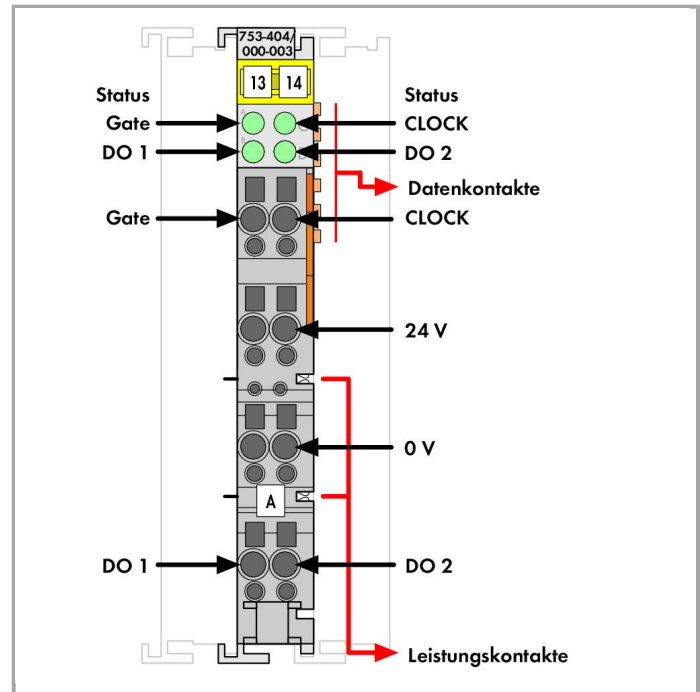 753-404/
000-003
13 14
Status
Status
A
C
Gate
CLOCK
B
D
DO 1
DO 2
Datenkontakte
Gate
CLOCK
24 V
0 V
A
DO 1
DO 2
Leistungskontakte